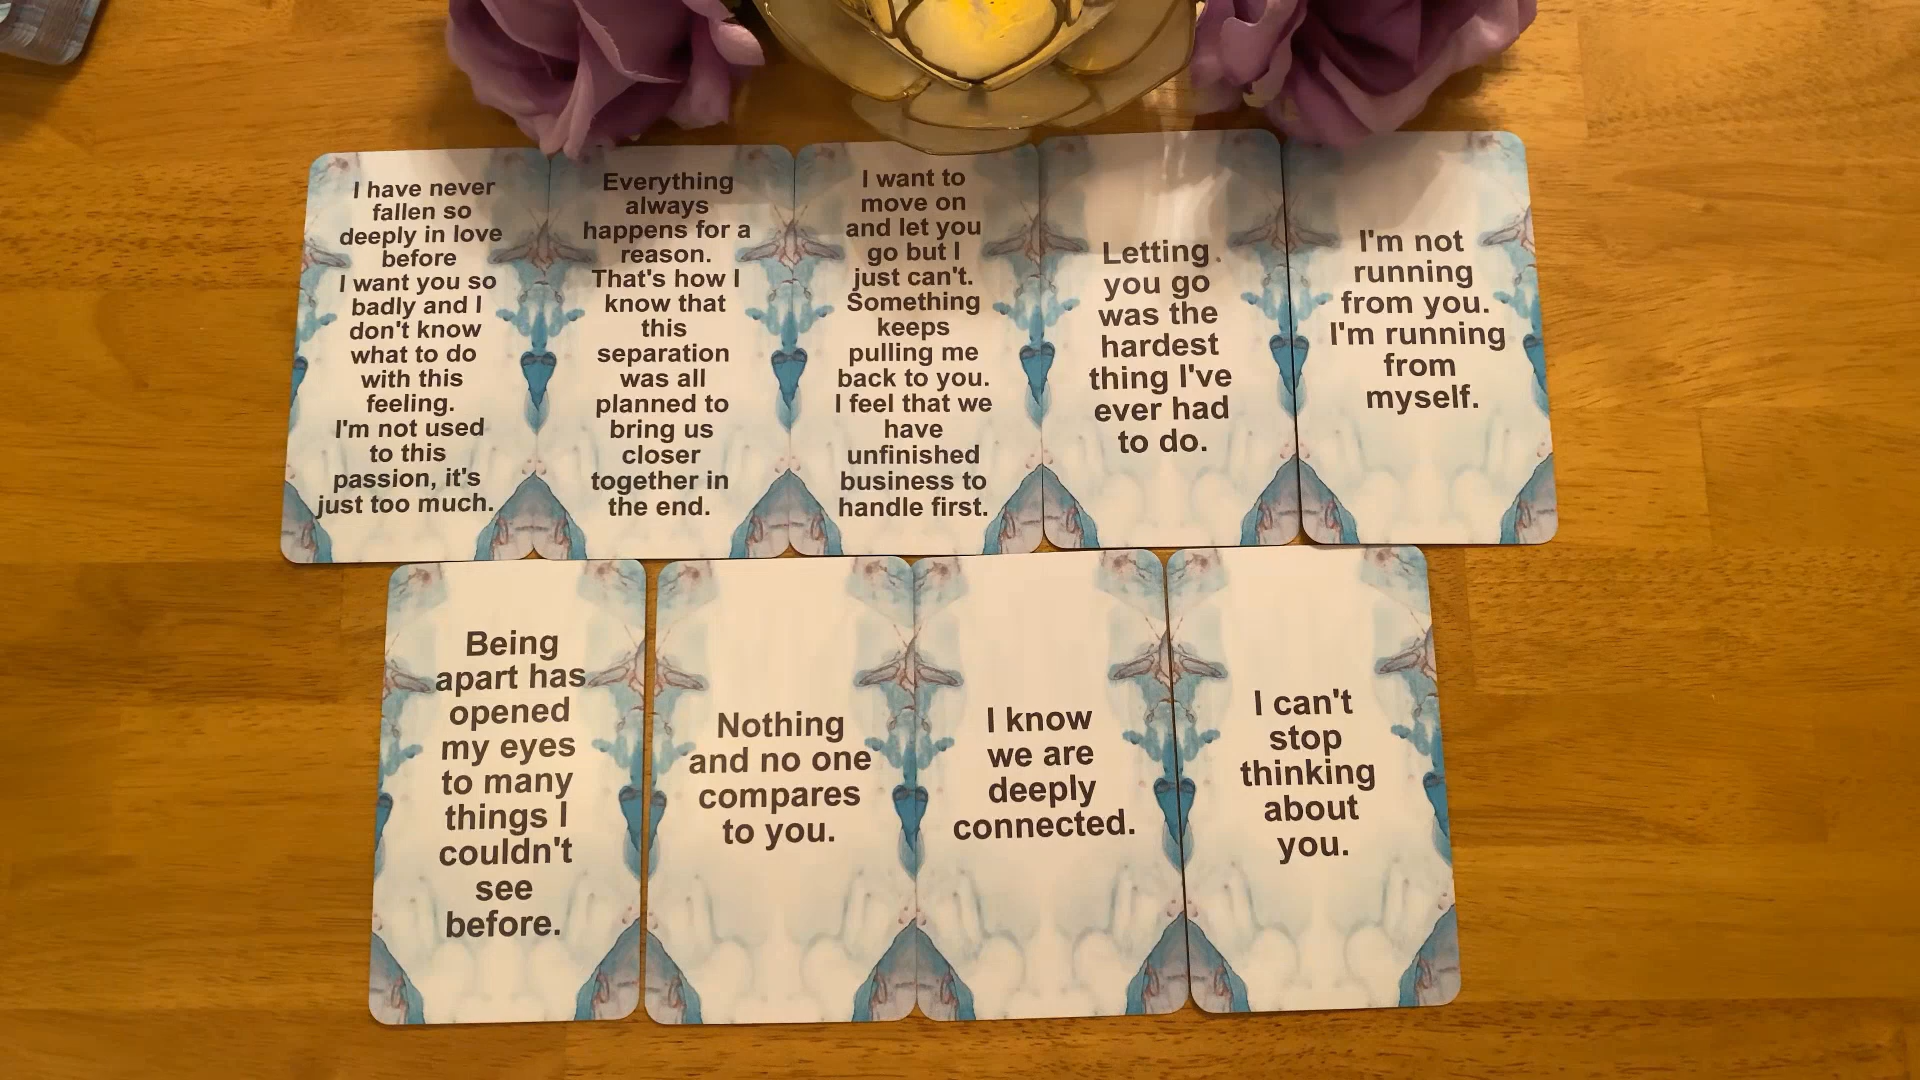 I have never
fallen so
deeply in love
before
I want you so
badly and I
don't know
what to do
with this
feeling.
I'm not used
to this
passion, it's
just too much.
Everything
always
happens for a
reason.
That's how I
know that
this
separation
was all
planned to
bring us
closer
together in
the end.
I want to
move on
and let you
go but I
just can't.
Something
keeps
pulling me
back to you.
I feel that we
have
unfinished
business to
handle first.
Letting
you go
was the
hardest
thing I've
ever had
to do.
I'm not
running
from you.
I'm running
from
myself.
Being
apart has
opened
my eyes
to many
things I
couldn't
see
before.
Nothing
and no one
compares
to you.
I know
we are
deeply
connected.
I can't
stop
thinking
about
you.